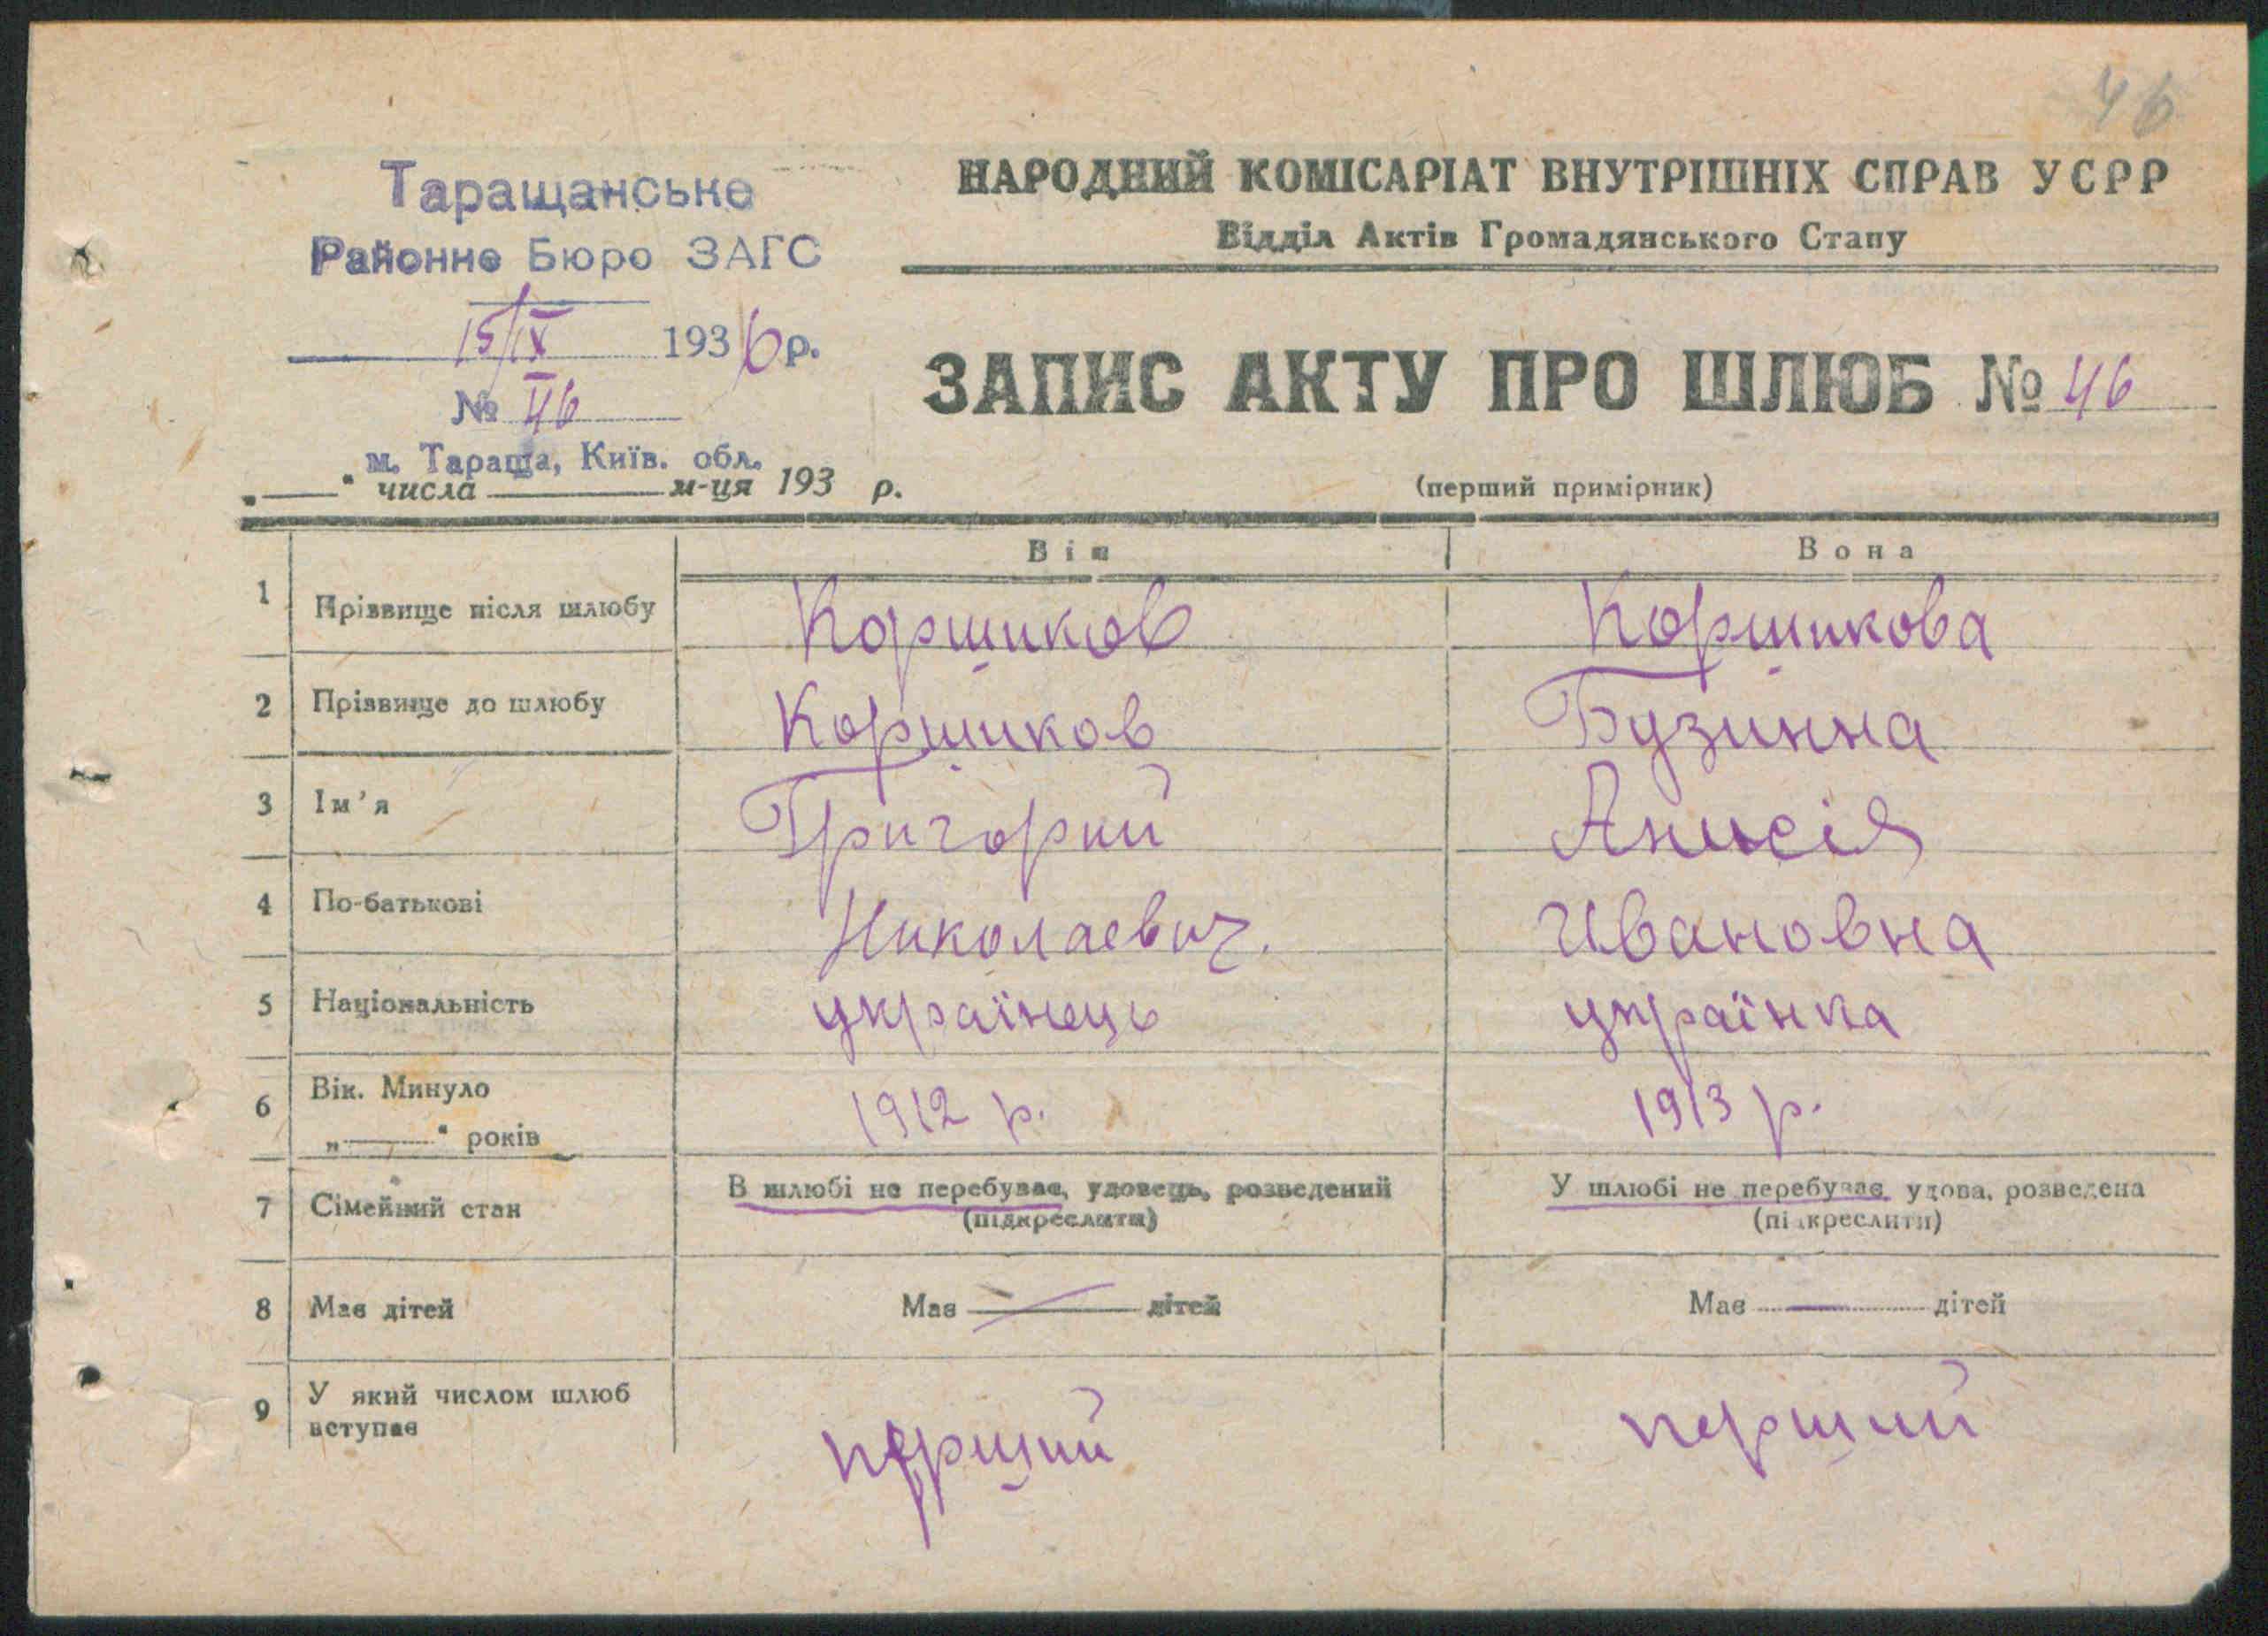 46
Таращанське
Районне Бюро ЗАГС
15/IX 1936 р.
№ 46
м. Тараща, Київ. обл.
„ “ числа м-ця 193 р.
НАРОДНИЙ КОМІСАРІАТ ВНУТРІШНІХ СПРАВ УСРР
Відділ Актів Громадянського Стану
ЗАПИС АКТУ ПРО ШЛЮБ № 46
(перший примірник)
Він Вона
1 Прізвище після шлюбу Коршиков Коршикова
2 Прізвище до шлюбу Коршиков Бузинна
3 Ім'я Григорий Анисія
4 По-батькові Николаевич. Ивановна
5 Національність українець українка
6 Вік. Минуло
„ “ років 1912 р. 1913 р.
7 Сімейний стан В шлюбі не перебуває, удовець, розведений У шлюбі не перебуває, удова, розведена
(підкреслити) (підкреслити)
8 Має дітей Має дітей Має дітей
9 У який числом шлюб
вступає перший перший